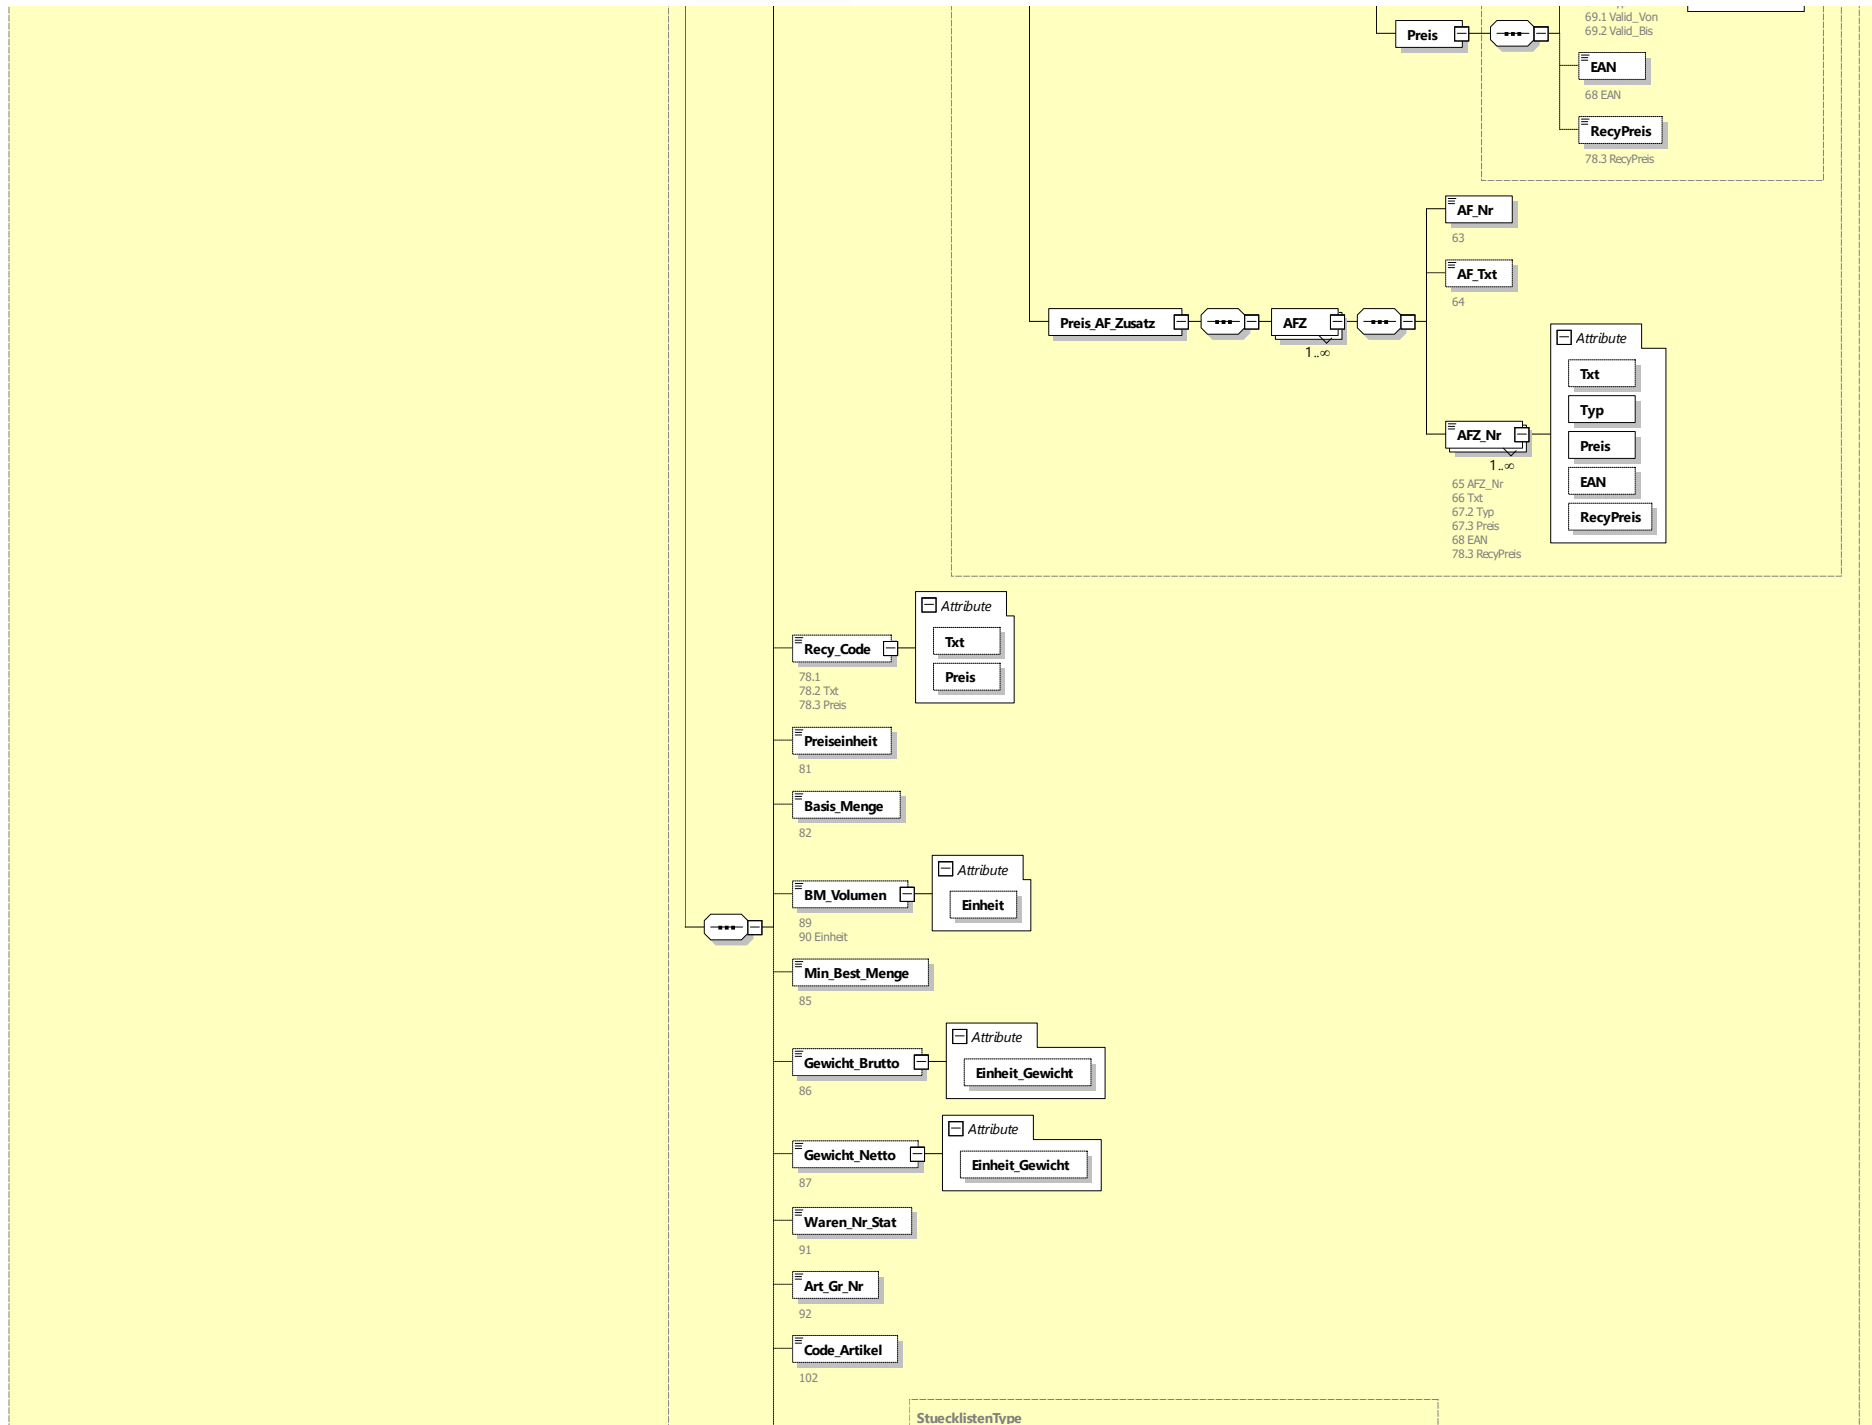 69.1 Valid_Von
69.2 Valid_Bis
Preis
EAN
68 EAN
RecyPreis
78.3 RecyPreis
AF_Nr
63
AF_Txt
64
Preis_AF_Zusatz
AFZ
1..∞
Attribute
Txt
Typ
Preis
EAN
RecyPreis
AFZ_Nr
1..∞
65 AFZ_Nr
66 Txt
67.2 Typ
67.3 Preis
68 EAN
78.3 RecyPreis
Attribute
Txt
Preis
Recy_Code
78.1
78.2 Txt
78.3 Preis
Preiseinheit
81
Basis_Menge
82
Attribute
Einheit
BM_Volumen
89
90 Einheit
Min_Best_Menge
85
Attribute
Einheit_Gewicht
Gewicht_Brutto
86
Attribute
Einheit_Gewicht
Gewicht_Netto
87
Waren_Nr_Stat
91
Art_Gr_Nr
92
Code_Artikel
102
StuecklistenType